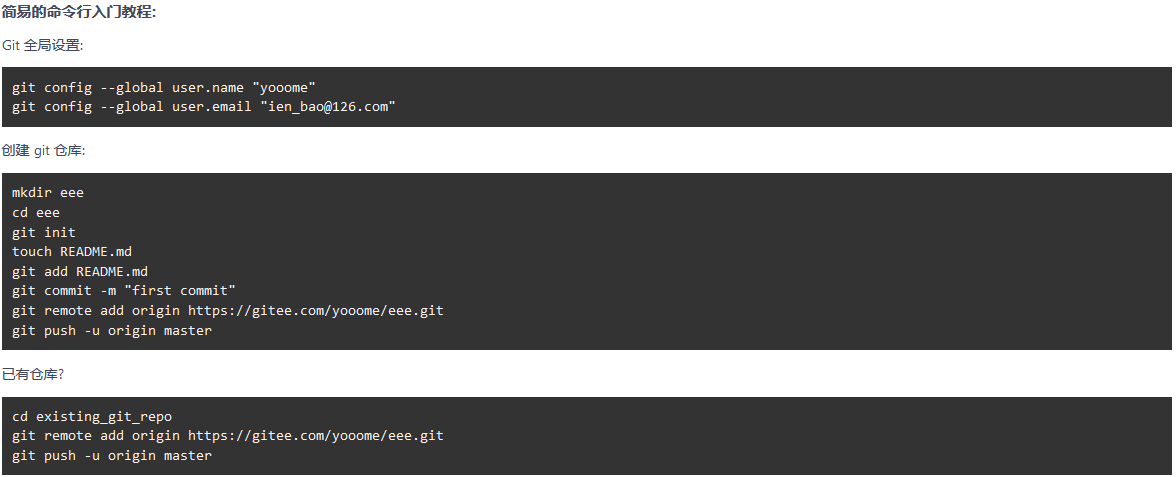 简易的命令行入门教程:
Git 全局设置:
git config --global user.name "yooome"
git config --global user.email "ien_bao@126.com"
创建 git 仓库:
mkdir eee
cd eee
git init
touch README.md
git add README.md
git commit -m "first commit"
git remote add origin https://gitee.com/yooome/eee.git
git push -u origin master
已有仓库?
cd existing_git_repo
git remote add origin https://gitee.com/yooome/eee.git
git push -u origin master